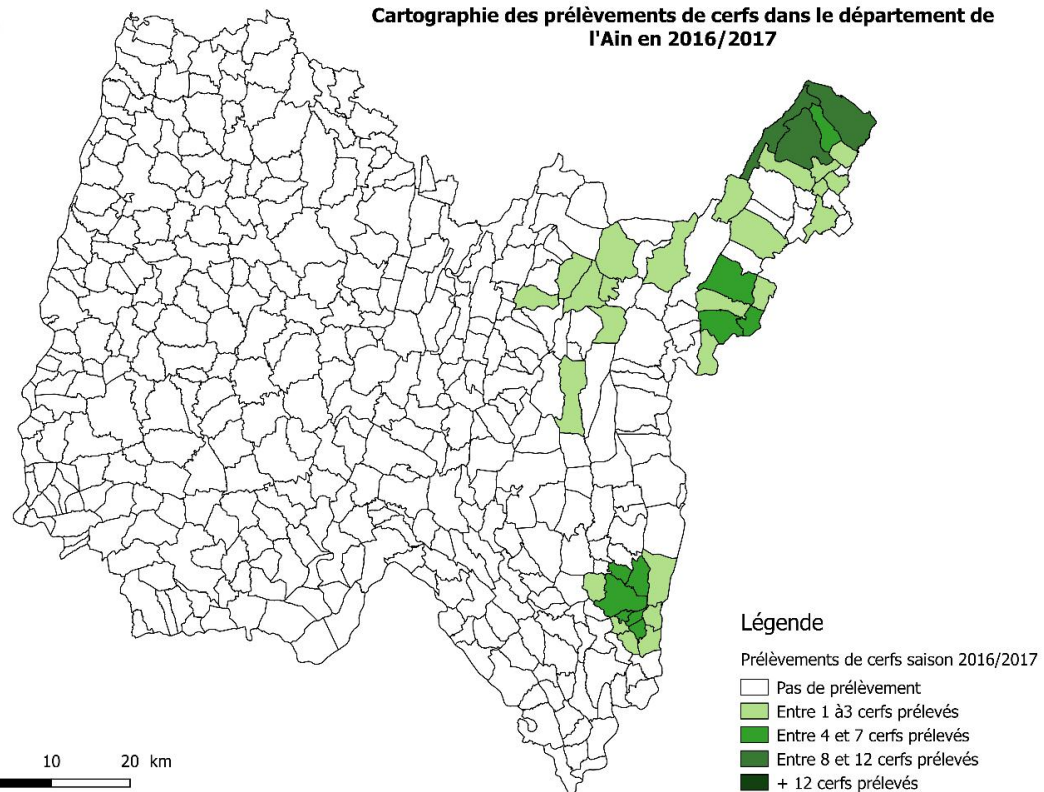 Cartographie des prélèvements de cerfs dans le département de
l'Ain en 2016/2017
Légende
Prélèvements de cerfs saison 2016/2017
Pas de prélèvement
Entre 1 à3 cerfs prélevés
Entre 4 et 7 cerfs prélevés
Entre 8 et 12 cerfs prélevés
+ 12 cerfs prélevés
10 20 km